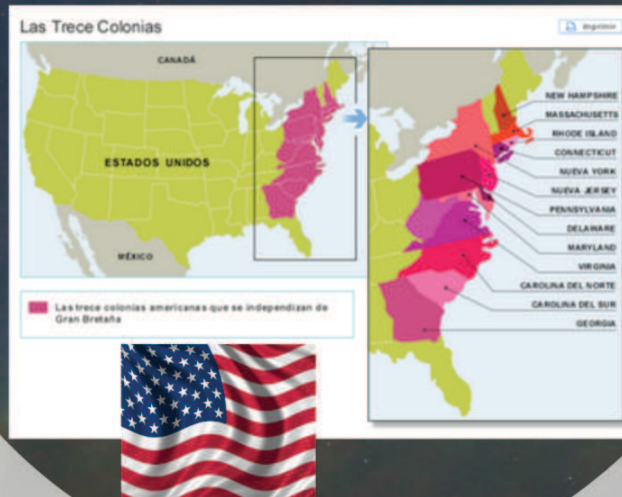 Las Trece Colonias
Imprimir
CANADÁ
ESTADOS UNIDOS
MÉXICO
NEW HAMPSHIRE
MASSACHUSETTS
RHODE ISLAND
CONNECTICUT
NUEVA YORK
NUEVA JERSEY
PENNSYLVANIA
DELAWARE
MARYLAND
VIRGINIA
CAROLINA DEL NORTE
CAROLINA DEL SUR
GEORGIA
Las trece colonias americanas que se independizan de
Gran Bretaña